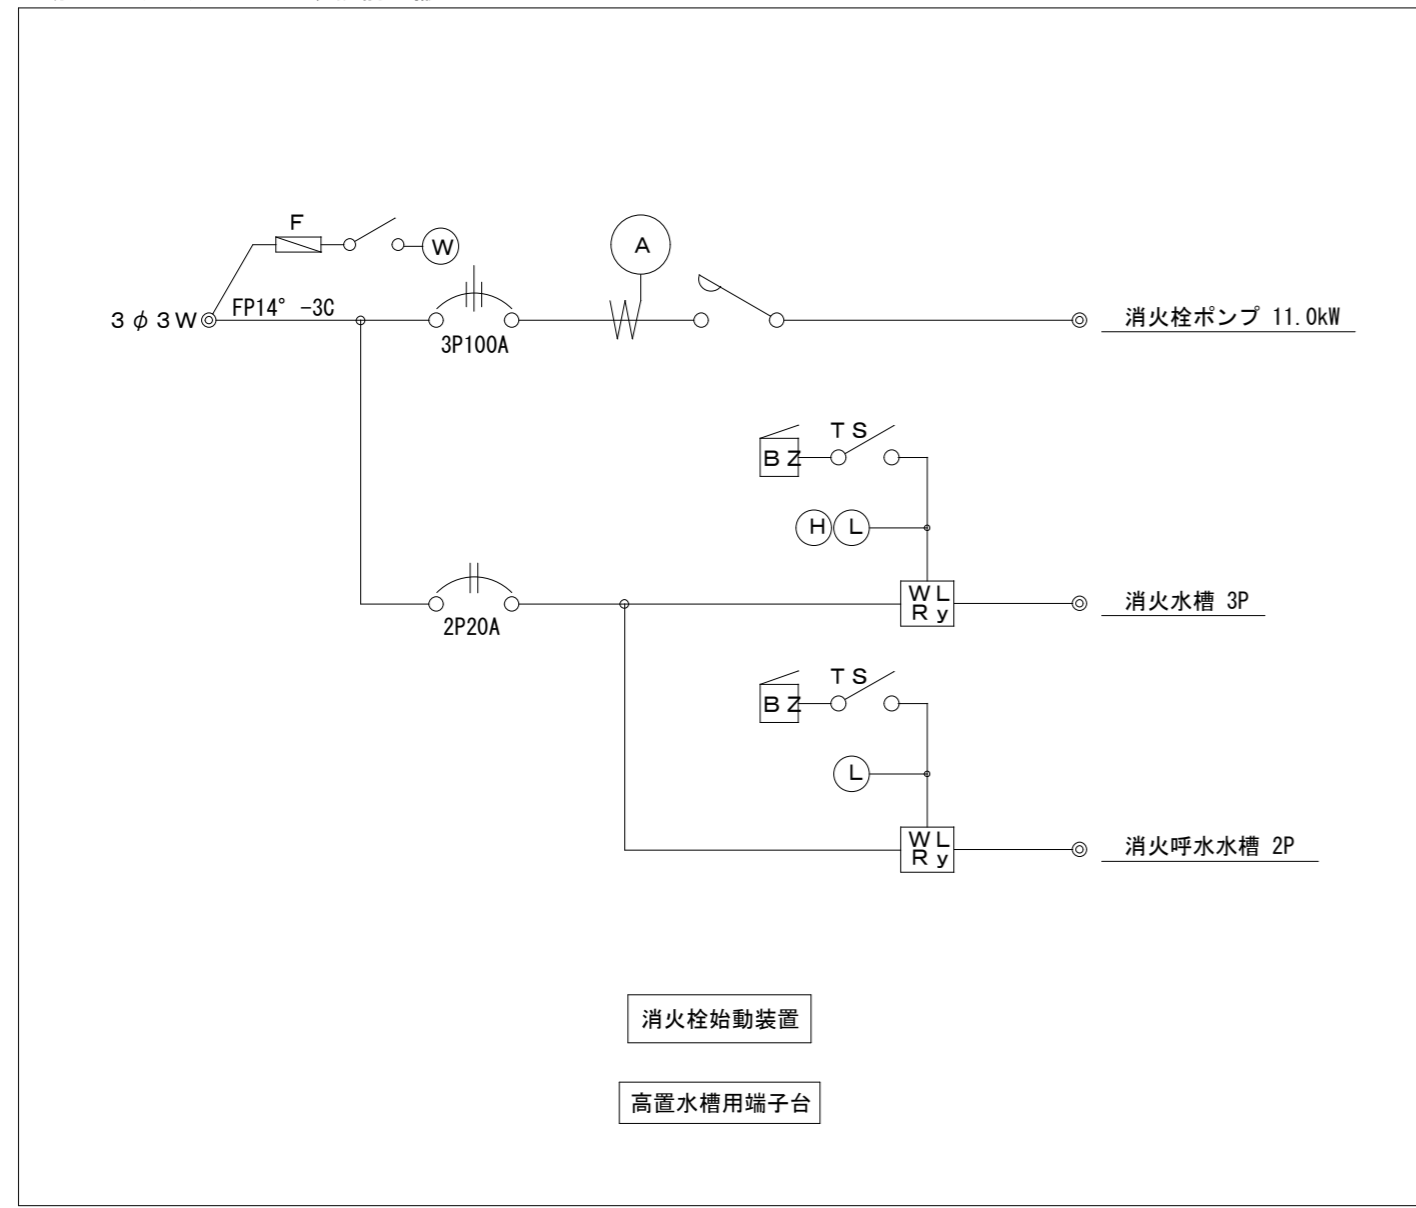 F
W
A
3φ3W
FP14° -3C
3P100A
消火栓ポンプ 11.0kW
BZ
TS
H
L
WL
Ry
消火水槽 3P
2P20A
BZ
TS
L
WL
Ry
消火呼水水槽 2P
消火栓始動装置
高置水槽用端子台